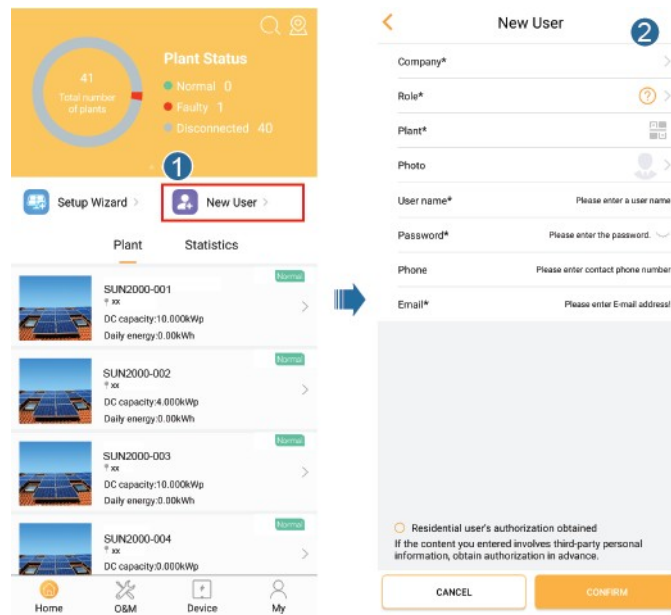 41
Total number
of plants
Plant Status
Normal 0
Faulty 1
Disconnected 40
1
Setup Wizard
New User
Plant
Statistics
Normal
SUN2000-001
xx
DC capacity:10.000kWp
Daily energy:0.00kWh
Normal
SUN2000-002
xx
DC capacity:4.000kWp
Daily energy:0.00kWh
Normal
SUN2000-003
xx
DC capacity:10.000kWp
Daily energy:0.00kWh
Normal
SUN2000-004
xx
DC capacity:0.000kWp
Home
O&M
Device
My
New User
2
Company*
Role*
?
Plant*
Photo
User name* Please enter a user name
Password* Please enter the password.
Phone Please enter contact phone number
Email* Please enter E-mail address!
Residential user's authorization obtained
If the content you entered involves third-party personal
information, obtain authorization in advance.
CANCEL
CONFIRM